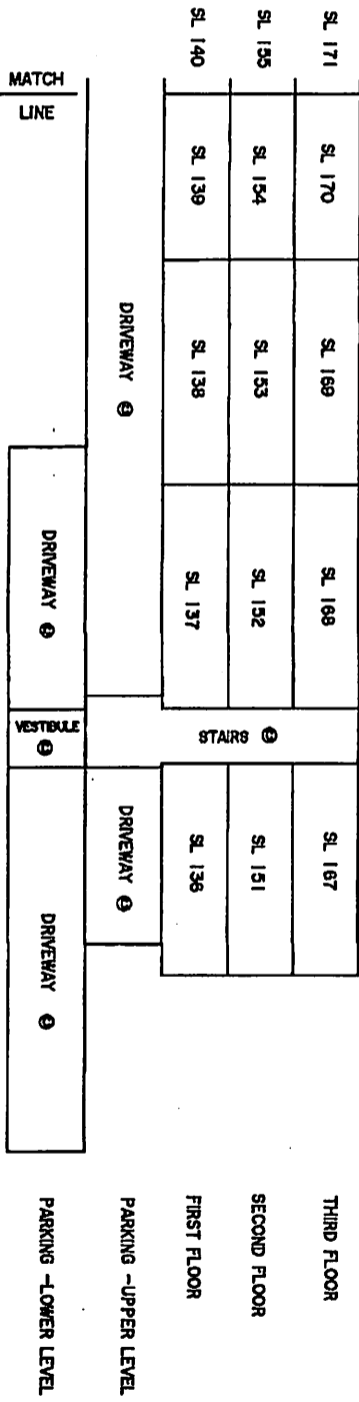 SL 171 SL 170 SL 169 SL 168 SL 167 THIRD FLOOR
SL 155 SL 154 SL 153 SL 152 SL 151 SECOND FLOOR
SL 140 SL 139 SL 138 SL 137 SL 136 FIRST FLOOR
STAIRS
DRIVEWAY DRIVEWAY PARKING -UPPER LEVEL
MATCH
LINE
DRIVEWAY VESTIBULE DRIVEWAY PARKING -LOWER LEVEL